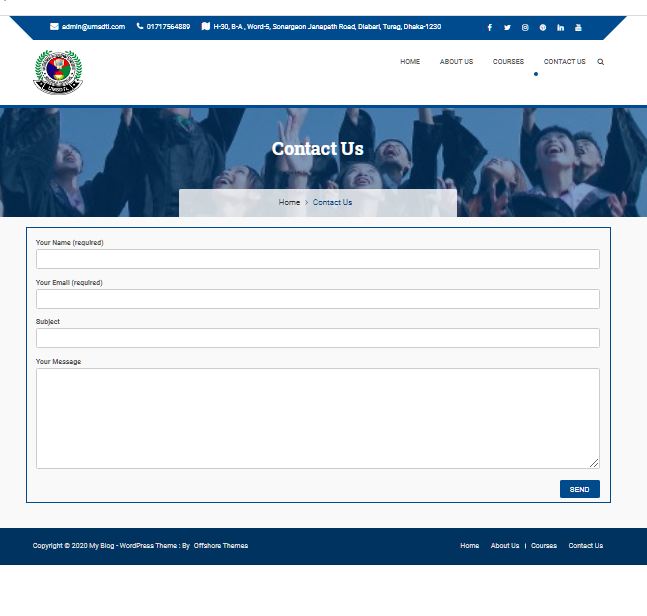 admin@umsdti.com 01717564889 H-30, B-A , Word-5, Sonargaon Janapath Road, Diabari, Turag, Dhaka-1230
HOME ABOUT US COURSES CONTACT US
Contact Us
Home > Contact Us
Your Name (required)
Your Email (required)
Subject
Your Message
SEND
Copyright © 2020 My Blog - WordPress Theme : By Offshore Themes
Home About Us | Courses Contact Us